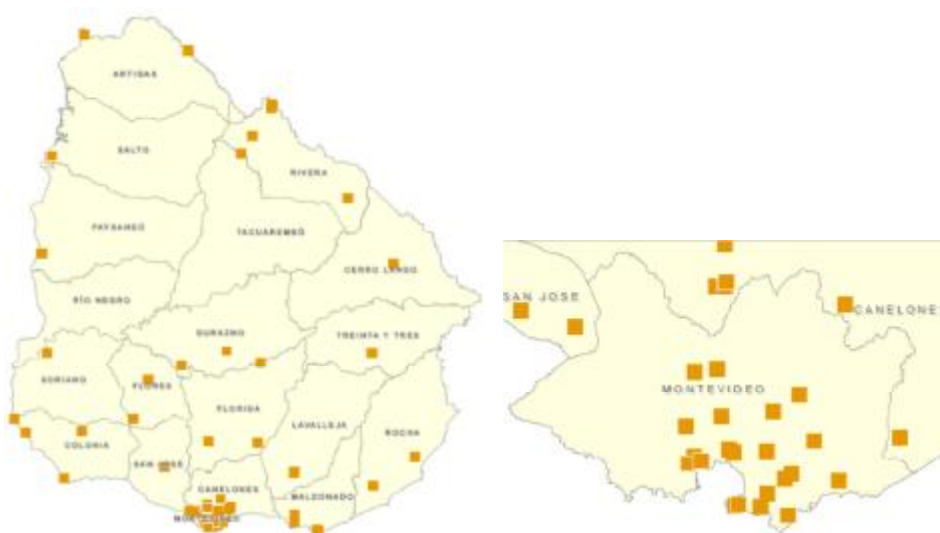 ARTIGAS
SALTO
RIVERA
PAYSANDÚ
TACUAREMBÓ
CERRO LARGO
RÍO NEGRO
DURAZNO
TREINTA Y TRES
SORIANO
FLORES
FLORIDA
LAVALLEJA
ROCHA
COLONIA
SAN JOSE
CANELONES
MALDONADO
MONTEVIDEO
SAN JOSE
CANELONES
MONTEVIDEO